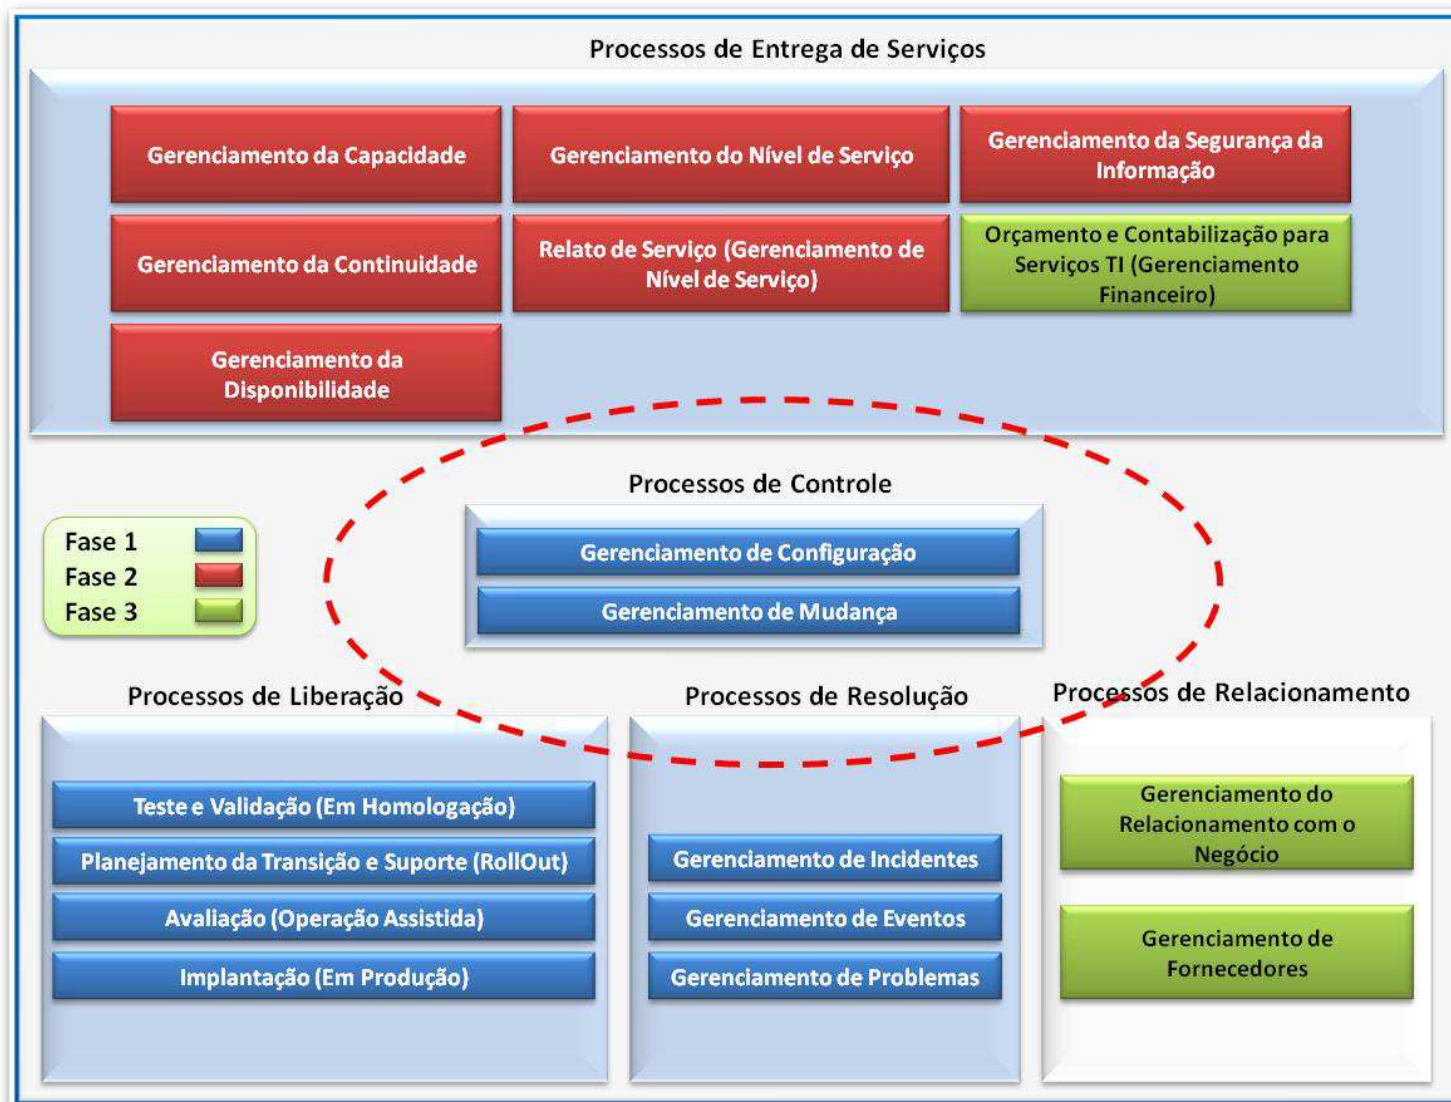 Processos de Entrega de Serviços
Gerenciamento da Capacidade
Gerenciamento do Nível de Serviço
Gerenciamento da Segurança da
Informação
Gerenciamento da Continuidade
Relato de Serviço (Gerenciamento de
Nível de Serviço)
Orçamento e Contabilização para
Serviços TI (Gerenciamento
Financeiro)
Gerenciamento da
Disponibilidade
Processos de Controle
Gerenciamento de Configuração
Gerenciamento de Mudança
Fase 1
Fase 2
Fase 3
Processos de Liberação
Teste e Validação (Em Homologação)
Planejamento da Transição e Suporte (RollOut)
Avaliação (Operação Assistida)
Implantação (Em Produção)
Processos de Resolução
Gerenciamento de Incidentes
Gerenciamento de Eventos
Gerenciamento de Problemas
Processos de Relacionamento
Gerenciamento do
Relacionamento com o
Negócio
Gerenciamento de
Fornecedores